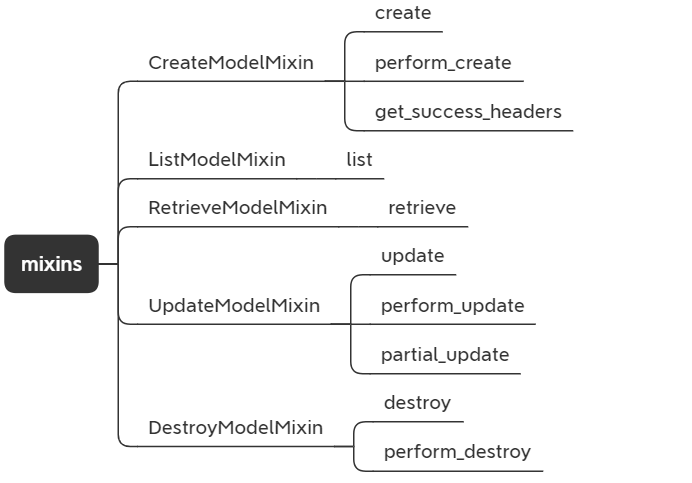 create
CreateModelMixin
perform_create
get_success_headers
ListModelMixin
list
RetrieveModelMixin
retrieve
mixins
update
UpdateModelMixin
perform_update
partial_update
destroy
DestroyModelMixin
perform_destroy